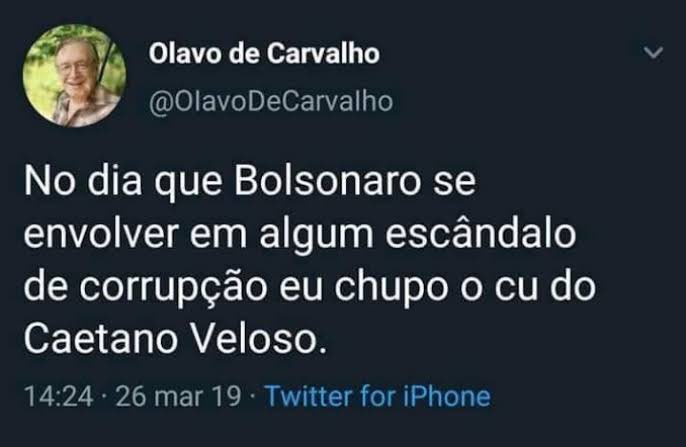 Olavo de Carvalho
@OlavoDeCarvalho
No dia que Bolsonaro se
envolver em algum escândalo
de corrupção eu chupo o cu do
Caetano Veloso.
14:24 · 26 mar 19 · Twitter for iPhone